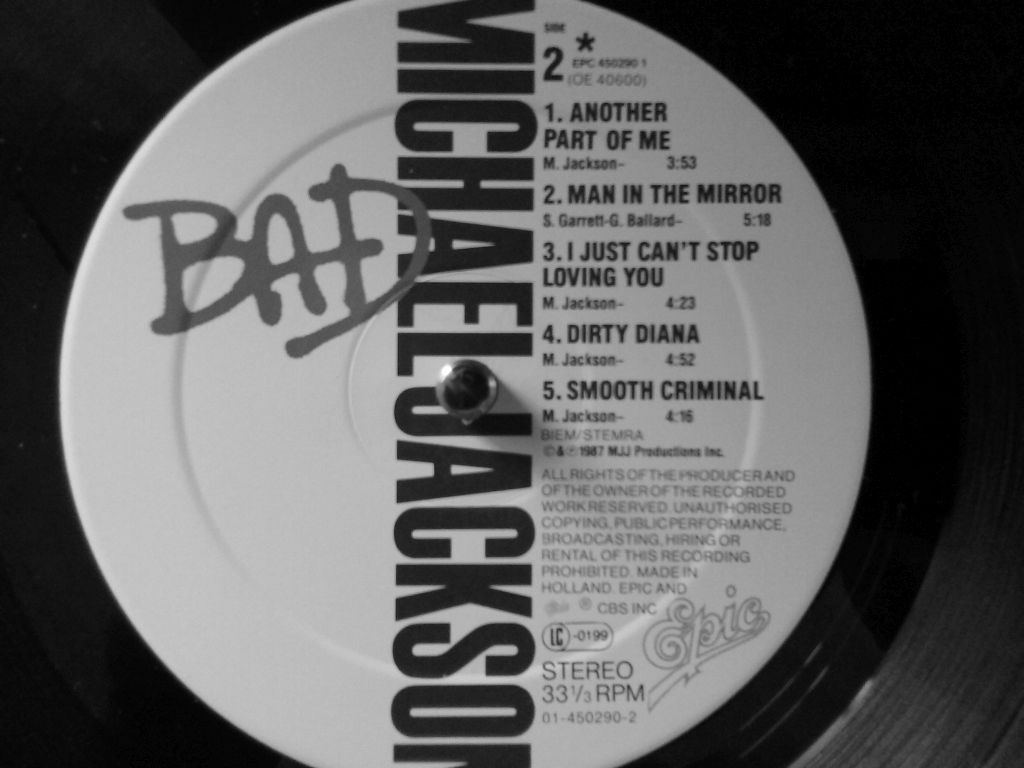 BAD
MICHAEL JACKSON
SIDE
2 *
EPC 450290 1
(OE 40600)
1. ANOTHER
PART OF ME
M. Jackson- 3:53
2. MAN IN THE MIRROR
S. Garrett-G. Ballard- 5:18
3. I JUST CAN'T STOP
LOVING YOU
M. Jackson- 4:23
4. DIRTY DIANA
M. Jackson- 4:52
5. SMOOTH CRIMINAL
M. Jackson- 4:16
BIEM/STEMRA
©&℗1987 MJJ Productions Inc.
ALL RIGHTS OF THE PRODUCER AND
OF THE OWNER OF THE RECORDED
WORK RESERVED. UNAUTHORISED
COPYING, PUBLIC PERFORMANCE,
BROADCASTING, HIRING OR
RENTAL OF THIS RECORDING
PROHIBITED. MADE IN
HOLLAND. EPIC AND
® CBS INC
LC -0199
Epic
STEREO
33 1/3 RPM
01-450290-2